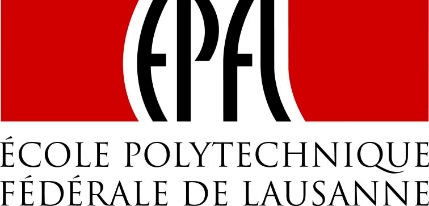 EPFL
ÉCOLE POLYTECHNIQUE
FÉDÉRALE DE LAUSANNE